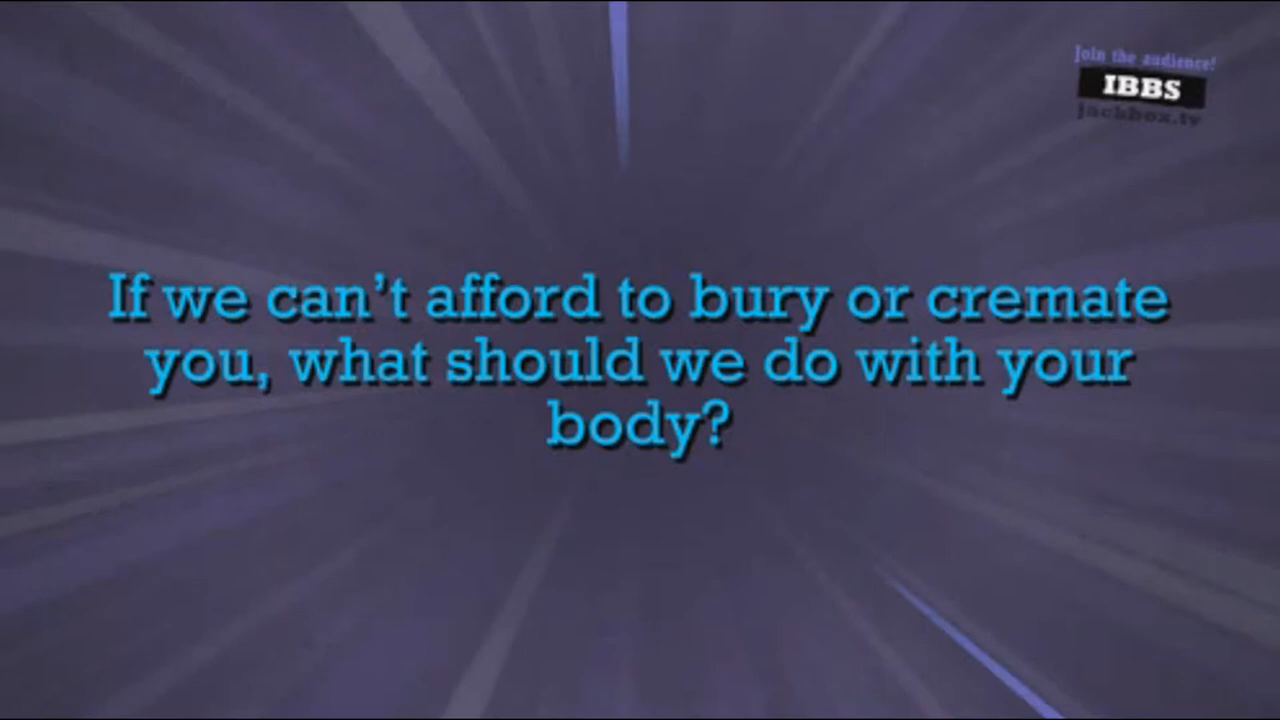 Join the audience!
IBBS
jackbox.tv
If we can't afford to bury or cremate
you, what should we do with your
body?